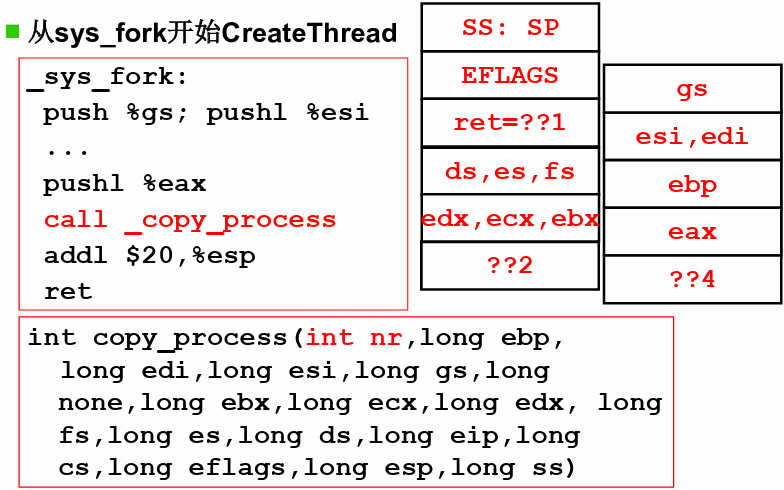 从sys_fork开始CreateThread
_sys_fork:
push %gs; pushl %esi
...
pushl %eax
call _copy_process
addl $20,%esp
ret
SS: SP
EFLAGS
ret=??1
ds,es,fs
edx,ecx,ebx
??2
gs
esi,edi
ebp
eax
??4
int copy_process(int nr,long ebp,
long edi,long esi,long gs,long
none,long ebx,long ecx,long edx, long
fs,long es,long ds,long eip,long
cs,long eflags,long esp,long ss)